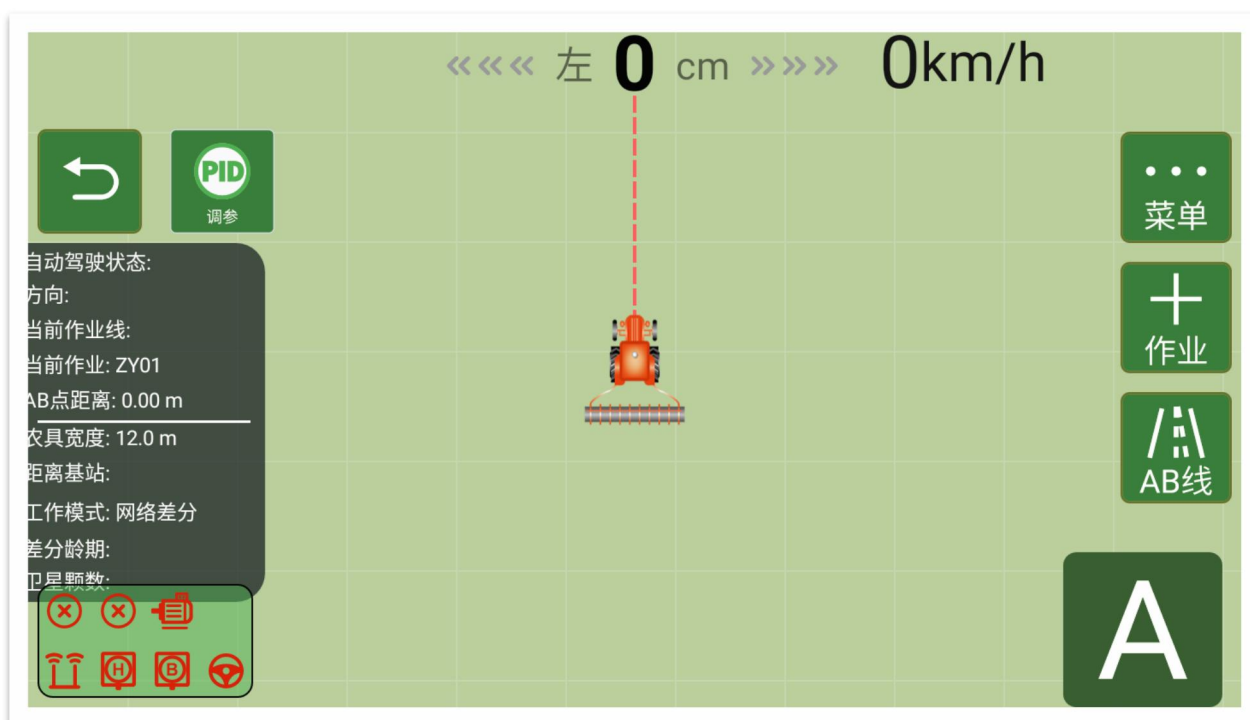 左 0 cm
0km/h
PID
调参
菜单
自动驾驶状态:
方向:
当前作业线:
作业
当前作业: ZY01
AB点距离: 0.00 m
农具宽度: 12.0 m
距离基站:
AB线
工作模式: 网络差分
差分龄期:
卫星颗数:
A
H
B